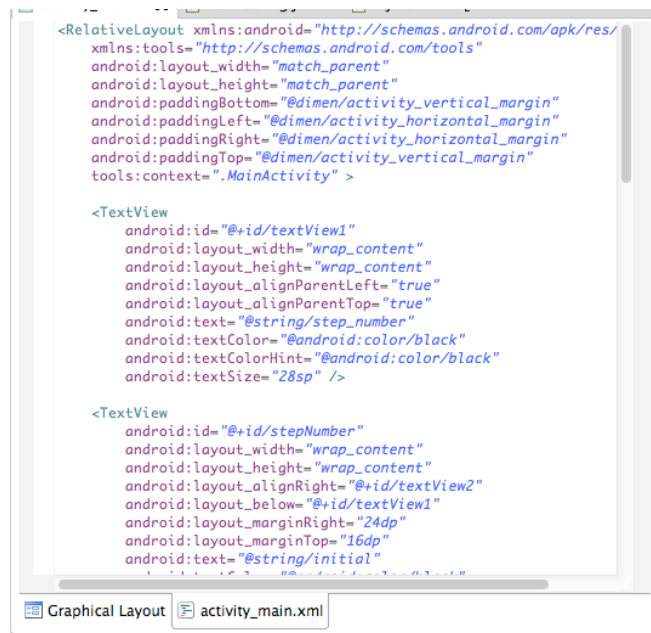 <RelativeLayout xmlns:android="http://schemas.android.com/apk/res/
xmlns:tools="http://schemas.android.com/tools"
android:layout_width="match_parent"
android:layout_height="match_parent"
android:paddingBottom="@dimen/activity_vertical_margin"
android:paddingLeft="@dimen/activity_horizontal_margin"
android:paddingRight="@dimen/activity_horizontal_margin"
android:paddingTop="@dimen/activity_vertical_margin"
tools:context=".MainActivity" >
<TextView
android:id="@+id/textView1"
android:layout_width="wrap_content"
android:layout_height="wrap_content"
android:layout_alignParentLeft="true"
android:layout_alignParentTop="true"
android:text="@string/step_number"
android:textColor="@android:color/black"
android:textColorHint="@android:color/black"
android:textSize="28sp" />
<TextView
android:id="@+id/stepNumber"
android:layout_width="wrap_content"
android:layout_height="wrap_content"
android:layout_alignRight="@+id/textView2"
android:layout_below="@+id/textView1"
android:layout_marginRight="24dp"
android:layout_marginTop="16dp"
android:text="@string/initial"
Graphical Layout activity_main.xml